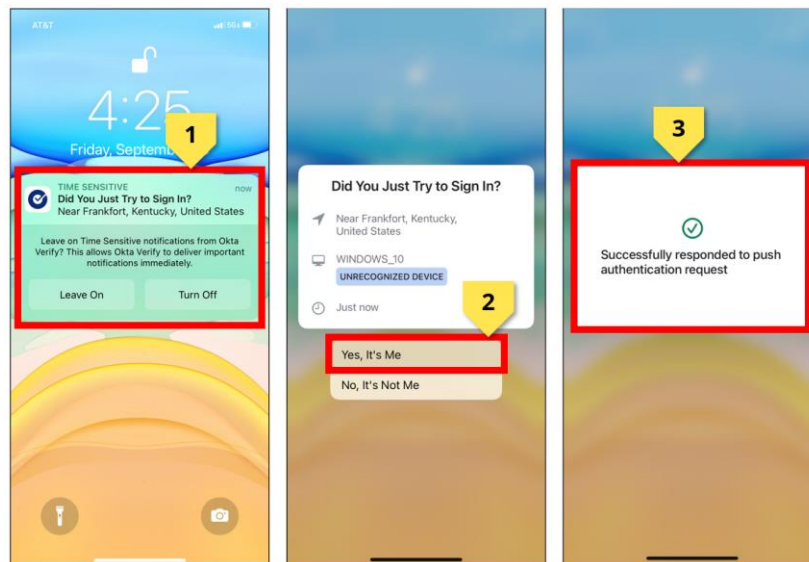 AT&T
4:25
Friday, Septemb
1
TIME SENSITIVE
now
Did You Just Try to Sign In?
Near Frankfort, Kentucky, United States
Leave on Time Sensitive notifications from Okta
Verify? This allows Okta Verify to deliver important
notifications immediately.
Leave On
Turn Off
Did You Just Try to Sign In?
Near Frankfort, Kentucky,
United States
WINDOWS_10
UNRECOGNIZED DEVICE
Just now
2
Yes, It's Me
No, It's Not Me
3
Successfully responded to push
authentication request